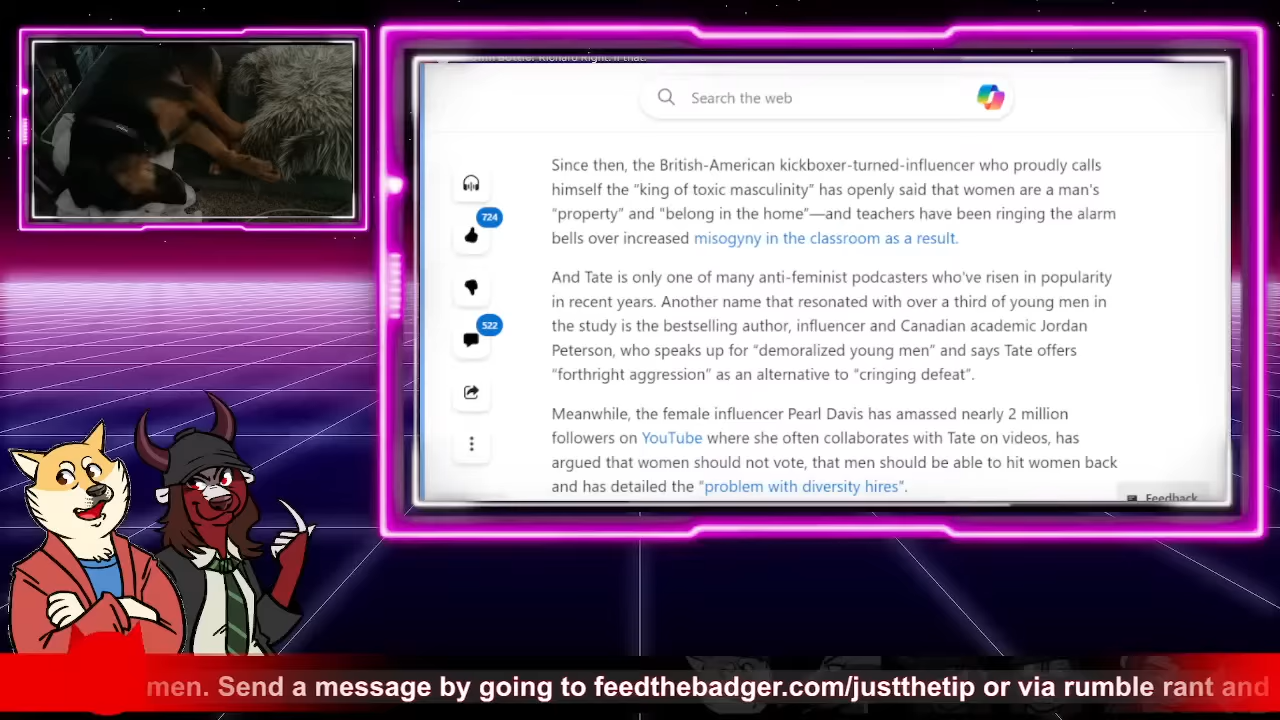 Search the web
Since then, the British-American kickboxer-turned-influencer who proudly calls
himself the “king of toxic masculinity” has openly said that women are a man's
“property” and “belong in the home”—and teachers have been ringing the alarm
bells over increased misogyny in the classroom as a result.
724
And Tate is only one of many anti-feminist podcasters who've risen in popularity
in recent years. Another name that resonated with over a third of young men in
the study is the bestselling author, influencer and Canadian academic Jordan
Peterson, who speaks up for “demoralized young men” and says Tate offers
“forthright aggression” as an alternative to “cringing defeat”.
522
Meanwhile, the female influencer Pearl Davis has amassed nearly 2 million
followers on YouTube where she often collaborates with Tate on videos, has
argued that women should not vote, that men should be able to hit women back
and has detailed the “problem with diversity hires”.
Feedback
men. Send a message by going to feedthebadger.com/justthetip or via rumble rant and